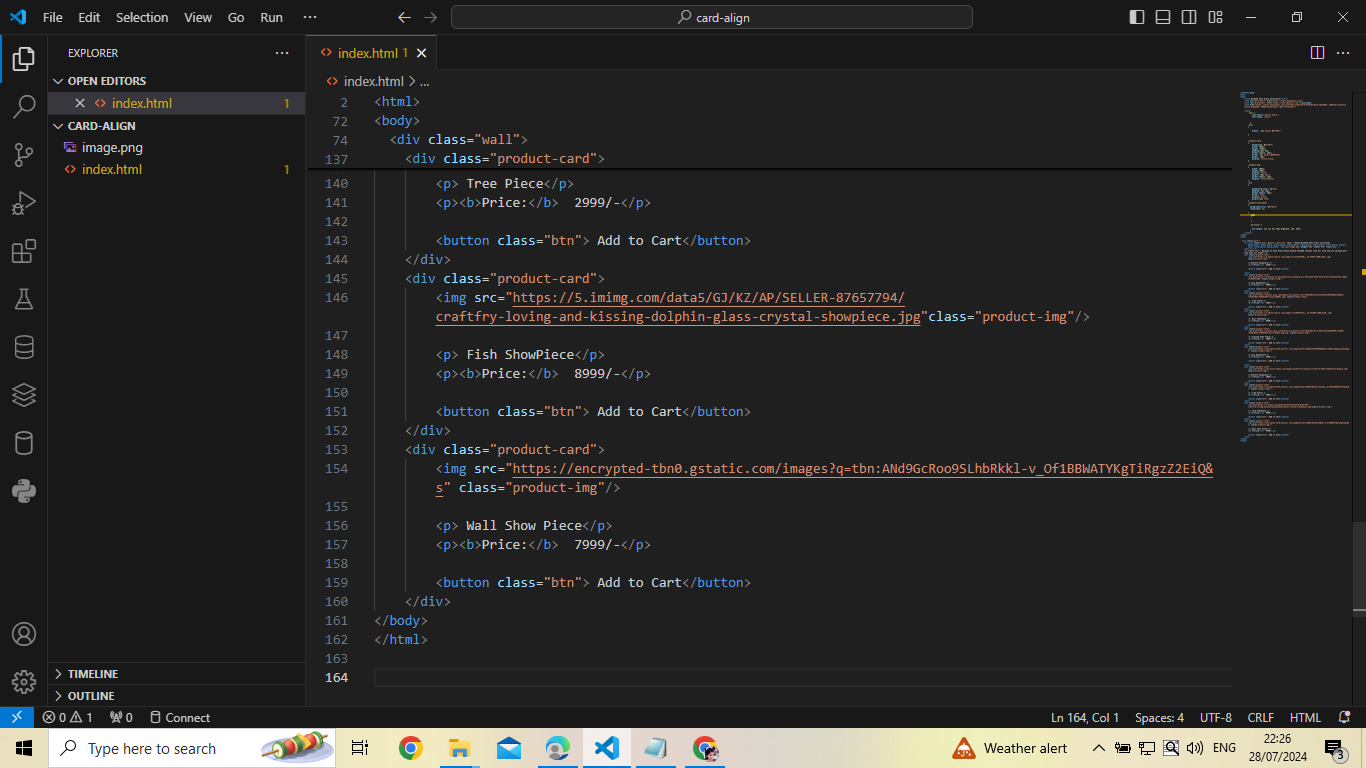 File Edit Selection View Go Run ··· card-align
EXPLORER ···
OPEN EDITORS
index.html 1
CARD-ALIGN
image.png
index.html 1
TIMELINE
OUTLINE
index.html 1
index.html > ...
2 <html>
72 <body>
74 <div class="wall">
137 <div class="product-card">
140 <p> Tree Piece</p>
141 <p><b>Price:</b>  2999/-</p>
142
143 <button class="btn"> Add to Cart</button>
144 </div>
145 <div class="product-card">
146 <img src="https://5.imimg.com/data5/GJ/KZ/AP/SELLER-87657794/
craftfry-loving-and-kissing-dolphin-glass-crystal-showpiece.jpg"class="product-img"/>
147
148 <p> Fish ShowPiece</p>
149 <p><b>Price:</b>  8999/-</p>
150
151 <button class="btn"> Add to Cart</button>
152 </div>
153 <div class="product-card">
154 <img src="https://encrypted-tbn0.gstatic.com/images?q=tbn:ANd9GcRoo9SLhbRkkl-v_Of1BBWATYKgTiRgzZ2EiQ&
s" class="product-img"/>
155
156 <p> Wall Show Piece</p>
157 <p><b>Price:</b>  7999/-</p>
158
159 <button class="btn"> Add to Cart</button>
160 </div>
161 </body>
162 </html>
163
164
0 1 0 Connect Ln 164, Col 1 Spaces: 4 UTF-8 CRLF HTML
Type here to search Weather alert ENG 22:26
28/07/2024 3